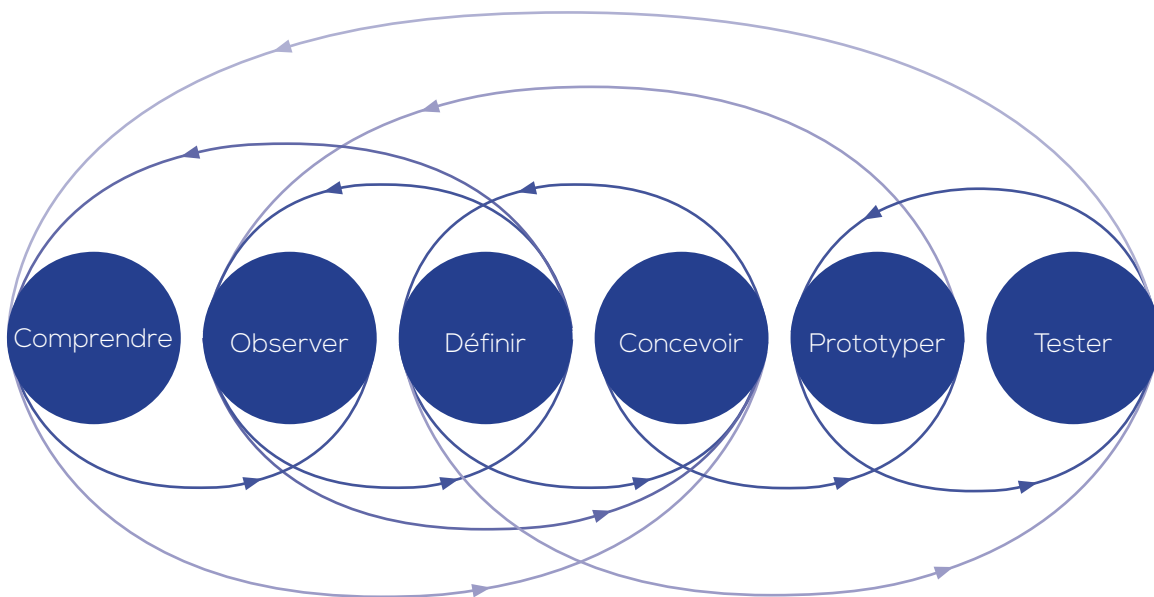 Comprendre
Observer
Définir
Concevoir
Prototyper
Tester